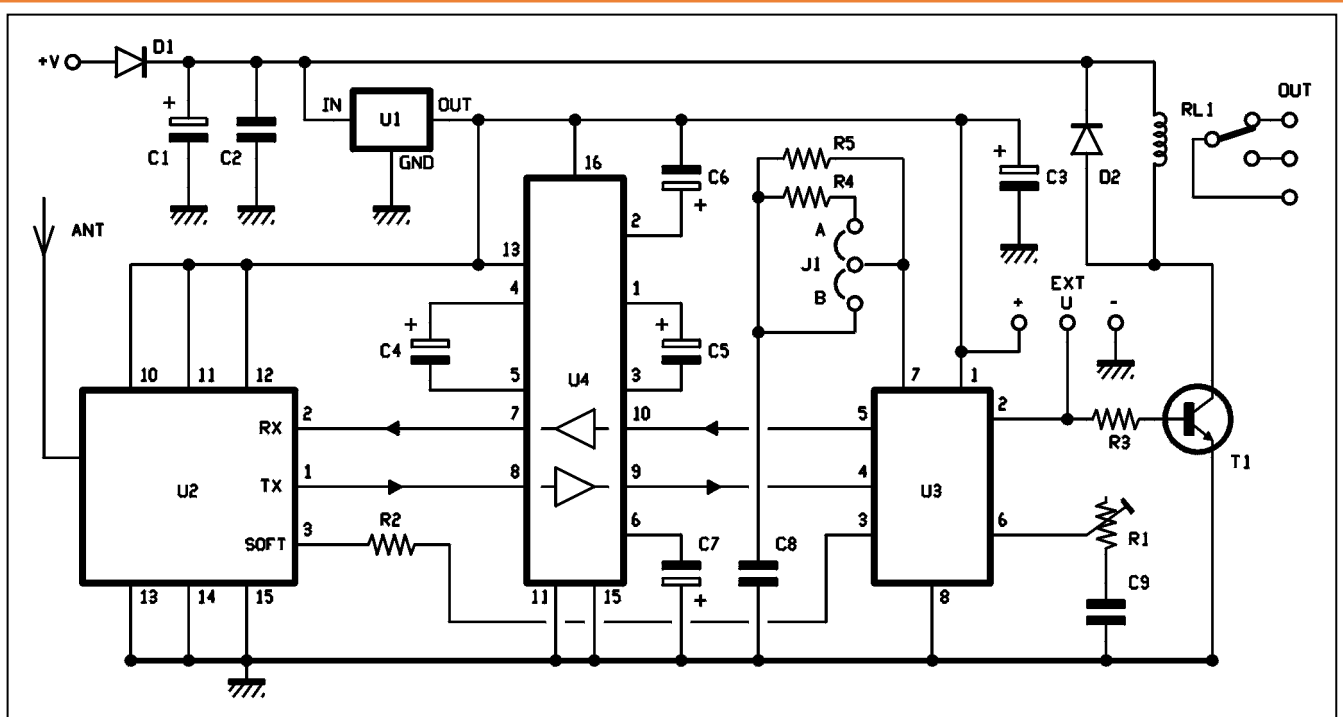 +V
D1
+
C1
C2
IN
U1
OUT
GND
16
C6
+
2
R5
R4
A
J1
B
+
C3
D2
RL1
OUT
ANT
13
4
+
C4
5
1
+
C5
3
U4
EXT
+
U
-
10
11
12
7
1
RX
2
7
10
5
2
R3
T1
TX
1
8
9
4
U2
U3
SOFT
3
R2
6
C7
+
C8
3
6
R1
C9
13
14
15
11
15
8